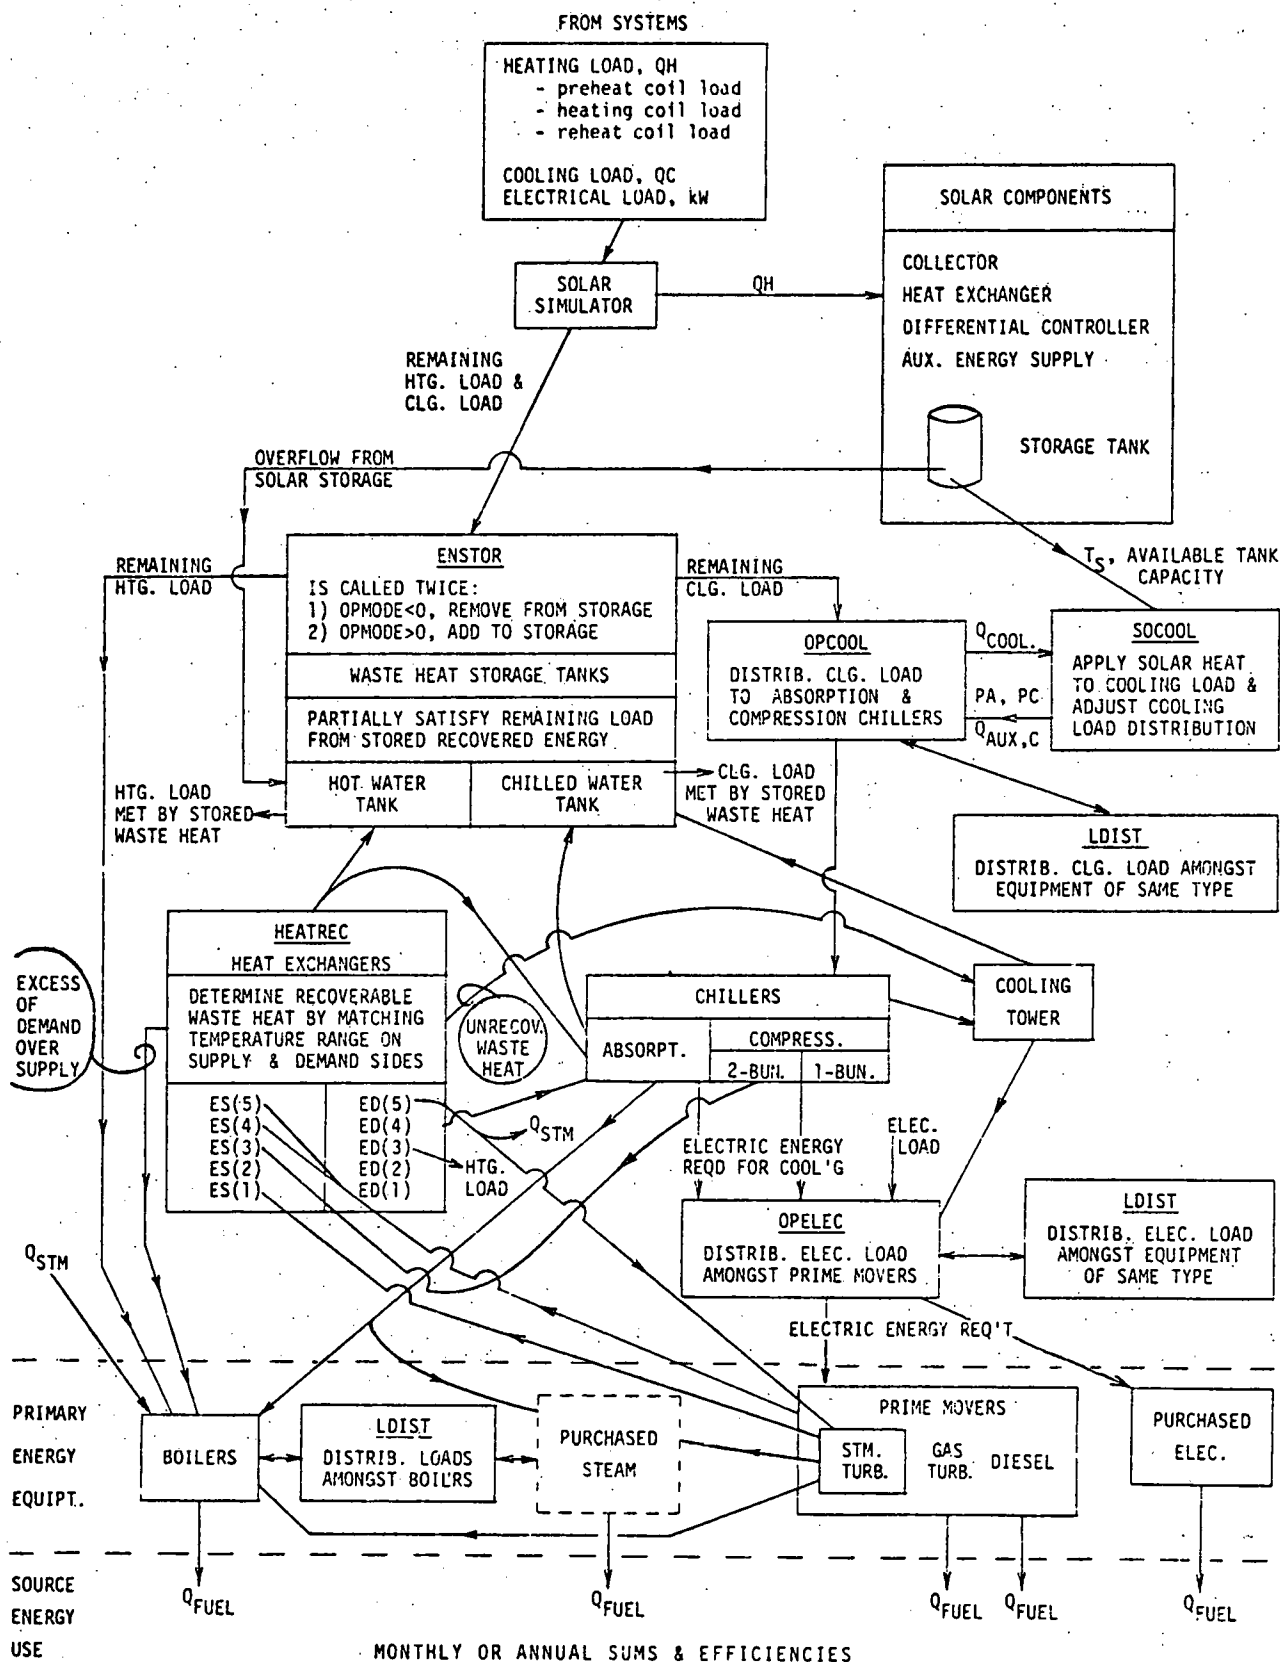 FROM SYSTEMS
HEATING LOAD, QH
- preheat coil load
- heating coil load
- reheat coil load
COOLING LOAD, QC
ELECTRICAL LOAD, kW
SOLAR COMPONENTS
COLLECTOR
HEAT EXCHANGER
DIFFERENTIAL CONTROLLER
AUX. ENERGY SUPPLY
STORAGE TANK
SOLAR
SIMULATOR
QH
REMAINING
HTG. LOAD &
CLG. LOAD
OVERFLOW FROM
SOLAR STORAGE
REMAINING
HTG. LOAD
ENSTOR
IS CALLED TWICE:
1) OPMODE<0, REMOVE FROM STORAGE
2) OPMODE>0, ADD TO STORAGE
WASTE HEAT STORAGE TANKS
PARTIALLY SATISFY REMAINING LOAD
FROM STORED RECOVERED ENERGY
HOT WATER
TANK
CHILLED WATER
TANK
REMAINING
CLG. LOAD
TS, AVAILABLE TANK
CAPACITY
OPCOOL
DISTRIB. CLG. LOAD
TO ABSORPTION &
COMPRESSION CHILLERS
QCOOL.
PA, PC
QAUX,C
SOCOOL
APPLY SOLAR HEAT
TO COOLING LOAD &
ADJUST COOLING
LOAD DISTRIBUTION
HTG. LOAD
MET BY STORED
WASTE HEAT
CLG. LOAD
MET BY STORED
WASTE HEAT
LDIST
DISTRIB. CLG. LOAD AMONGST
EQUIPMENT OF SAME TYPE
HEATREC
HEAT EXCHANGERS
DETERMINE RECOVERABLE
WASTE HEAT BY MATCHING
TEMPERATURE RANGE ON
SUPPLY & DEMAND SIDES
ES(5)
ES(4)
ES(3)
ES(2)
ES(1)
ED(5)
ED(4)
ED(3)
ED(2)
ED(1)
EXCESS
OF
DEMAND
OVER
SUPPLY
UNRECOV.
WASTE
HEAT
CHILLERS
ABSORPT.
COMPRESS.
2-BUN.
1-BUN.
COOLING
TOWER
QSTM
HTG.
LOAD
ELECTRIC ENERGY
REQD FOR COOL'G
ELEC.
LOAD
OPELEC
DISTRIB. ELEC. LOAD
AMONGST PRIME MOVERS
LDIST
DISTRIB. ELEC. LOAD
AMONGST EQUIPMENT
OF SAME TYPE
QSTM
ELECTRIC ENERGY REQ'T
PRIMARY
ENERGY
EQUIPT.
BOILERS
LDIST
DISTRIB. LOADS
AMONGST BOILRS
PURCHASED
STEAM
PRIME MOVERS
STM.
TURB.
GAS
TURB.
DIESEL
PURCHASED
ELEC.
SOURCE
ENERGY
USE
QFUEL
QFUEL
QFUEL
QFUEL
QFUEL
MONTHLY OR ANNUAL SUMS & EFFICIENCIES